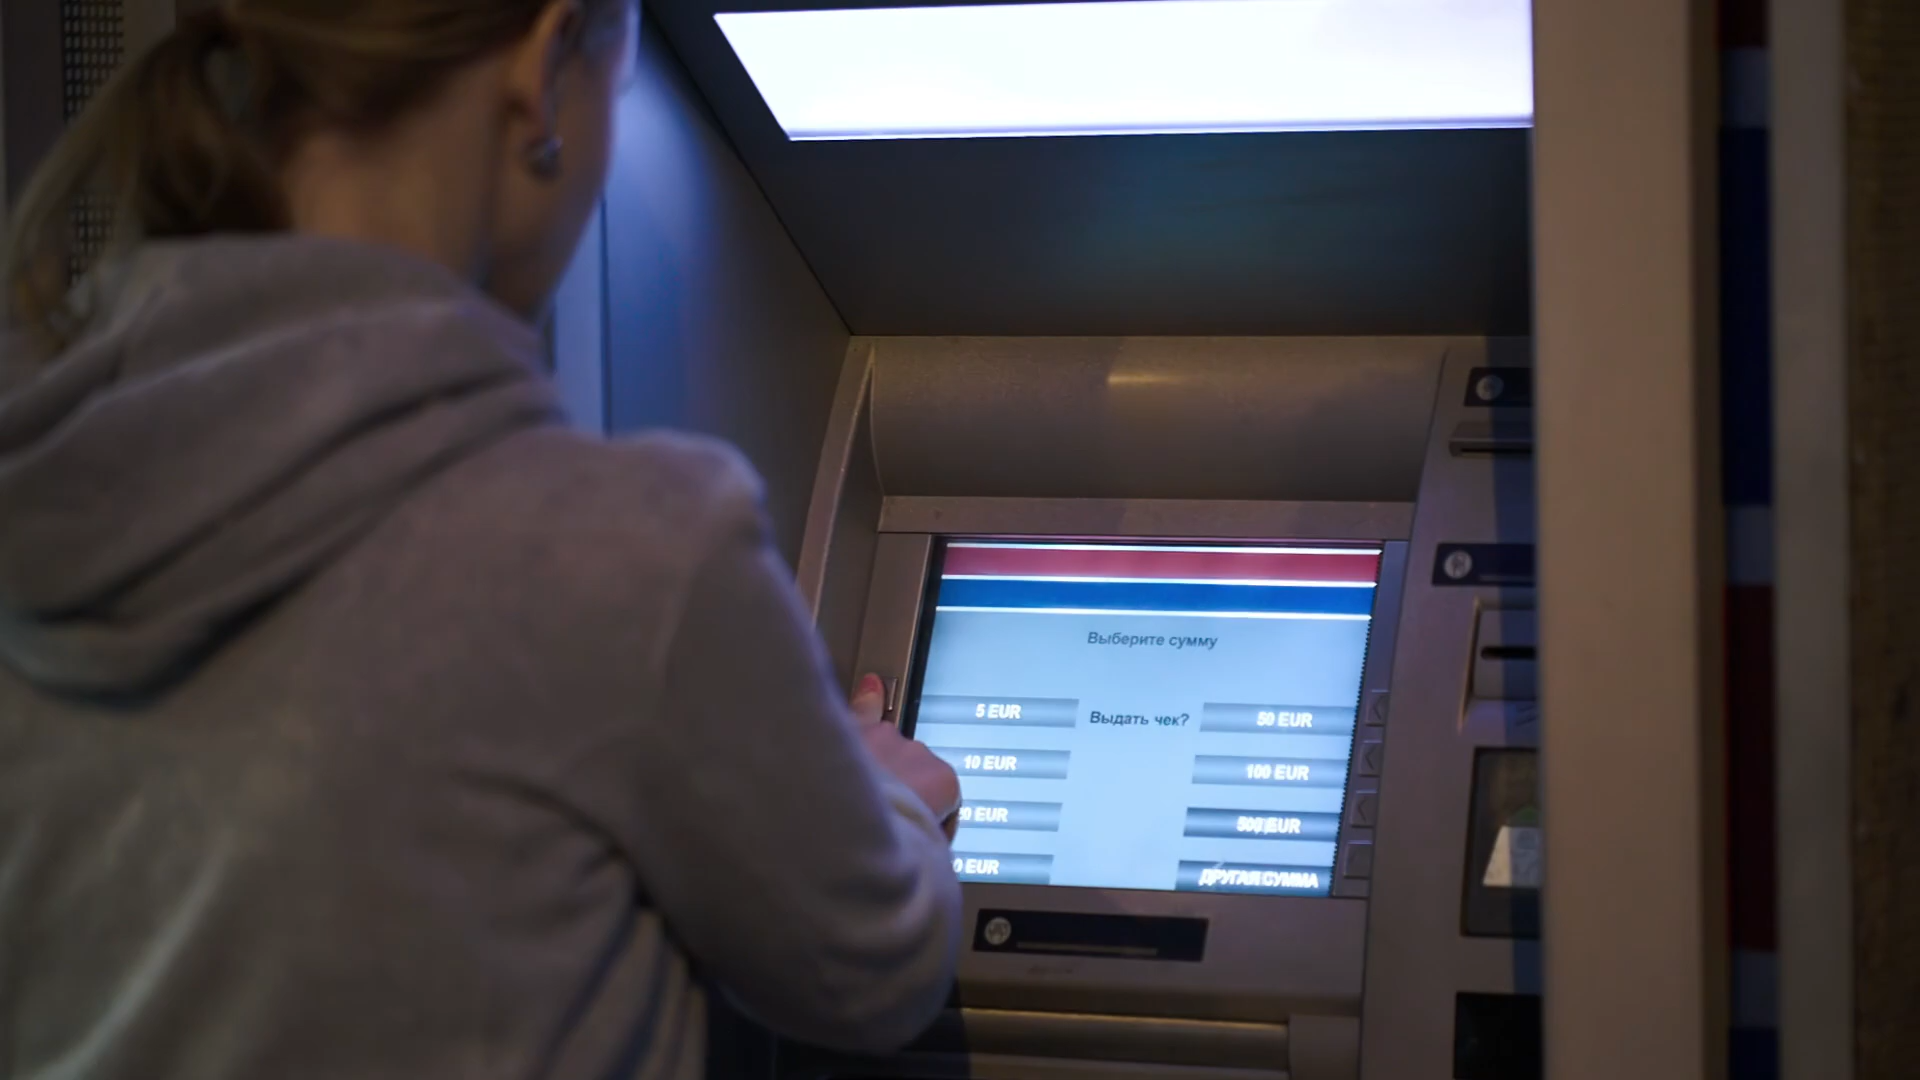 Выберите сумму
5 EUR
Выдать чек?
50 EUR
10 EUR
100 EUR
EUR
EUR
ДРУГАЯ СУММА